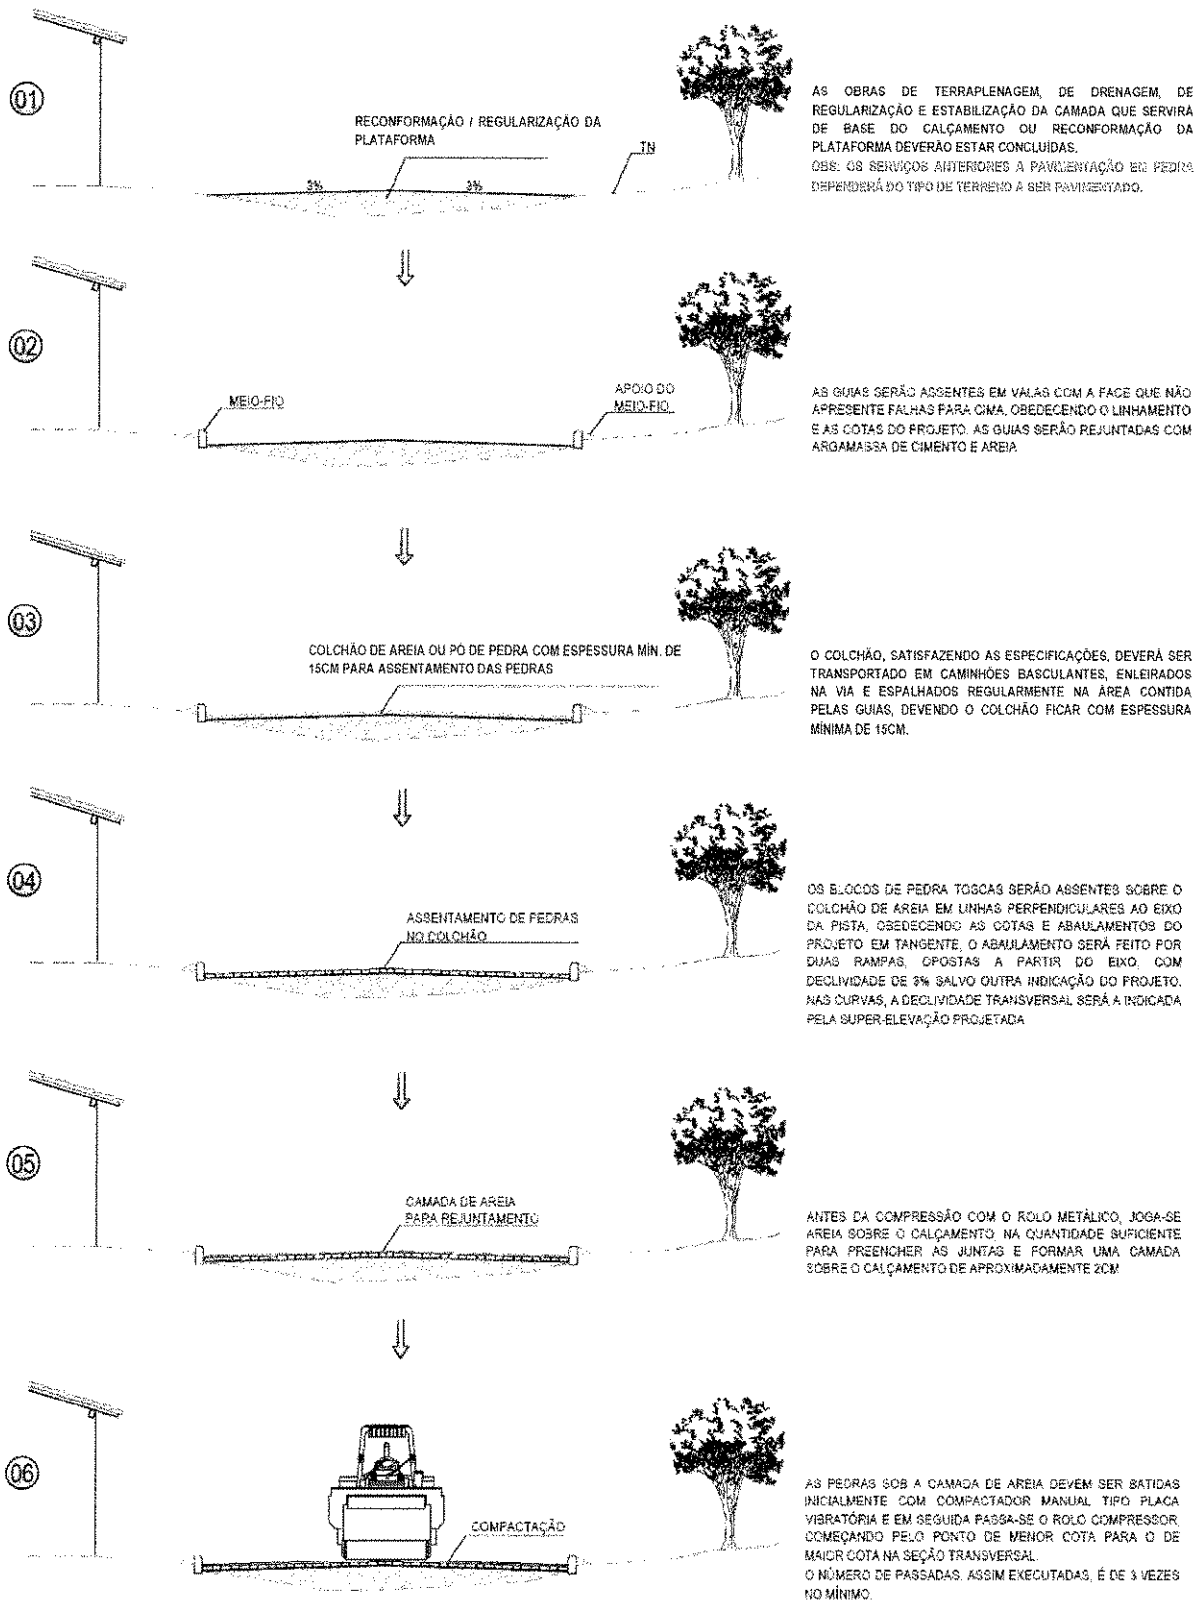 01
RECONFORMAÇÃO / REGULARIZAÇÃO DA
PLATAFORMA
TN
3%
3%
AS OBRAS DE TERRAPLENAGEM, DE DRENAGEM, DE
REGULARIZAÇÃO E ESTABILIZAÇÃO DA CAMADA QUE SERVIRÁ
DE BASE DO CALÇAMENTO OU RECONFORMAÇÃO DA
PLATAFORMA DEVERÃO ESTAR CONCLUÍDAS.
OBS: OS SERVIÇOS ANTERIORES A PAVIMENTAÇÃO EM PEDRA
DEPENDERÁ DO TIPO DE TERRENO A SER PAVIMENTADO.
02
MEIO-FIO
APOIO DO
MEIO-FIO
AS GUIAS SERÃO ASSENTES EM VALAS COM A FACE QUE NÃO
APRESENTE FALHAS PARA CIMA, OBEDECENDO O LINHAMENTO
E AS COTAS DO PROJETO. AS GUIAS SERÃO REJUNTADAS COM
ARGAMASSA DE CIMENTO E AREIA
03
COLCHÃO DE AREIA OU PÓ DE PEDRA COM ESPESSURA MÍN. DE
15CM PARA ASSENTAMENTO DAS PEDRAS
O COLCHÃO, SATISFAZENDO AS ESPECIFICAÇÕES, DEVERÁ SER
TRANSPORTADO EM CAMINHÕES BASCULANTES, ENLEIRADOS
NA VIA E ESPALHADOS REGULARMENTE NA ÁREA CONTIDA
PELAS GUIAS, DEVENDO O COLCHÃO FICAR COM ESPESSURA
MÍNIMA DE 15CM.
04
ASSENTAMENTO DE PEDRAS
NO COLCHÃO
OS BLOCOS DE PEDRA TOSCAS SERÃO ASSENTES SOBRE O
COLCHÃO DE AREIA EM LINHAS PERPENDICULARES AO EIXO
DA PISTA, OBEDECENDO AS COTAS E ABAULAMENTOS DO
PROJETO EM TANGENTE, O ABAULAMENTO SERÁ FEITO POR
DUAS RAMPAS, OPOSTAS A PARTIR DO EIXO, COM
DECLIVIDADE DE 3% SALVO OUTRA INDICAÇÃO DO PROJETO.
NAS CURVAS, A DECLIVIDADE TRANSVERSAL SERÁ A INDICADA
PELA SUPER-ELEVAÇÃO PROJETADA
05
CAMADA DE AREIA
PARA REJUNTAMENTO
ANTES DA COMPRESSÃO COM O ROLO METÁLICO, JOGA-SE
AREIA SOBRE O CALÇAMENTO, NA QUANTIDADE SUFICIENTE
PARA PREENCHER AS JUNTAS E FORMAR UMA CAMADA
SOBRE O CALÇAMENTO DE APROXIMADAMENTE 2CM
06
COMPACTAÇÃO
AS PEDRAS SOB A CAMADA DE AREIA DEVEM SER BATIDAS
INICIALMENTE COM COMPACTADOR MANUAL TIPO PLACA
VIBRATÓRIA E EM SEGUIDA PASSA-SE O ROLO COMPRESSOR,
COMEÇANDO PELO PONTO DE MENOR COTA PARA O DE
MAIOR COTA NA SEÇÃO TRANSVERSAL.
O NÚMERO DE PASSADAS, ASSIM EXECUTADAS, É DE 3 VEZES
NO MÍNIMO.